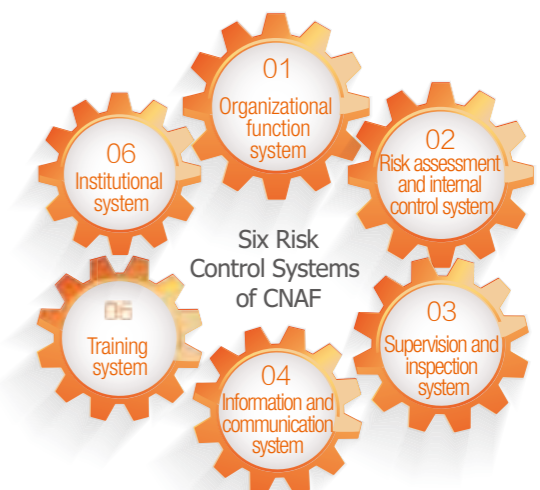 01
Organizational
function
system
02
Risk assessment
and internal
control system
03
Supervision and
inspection
system
04
Information and
communication
system
Training
system
06
Institutional
system
Six Risk
Control Systems
of CNAF